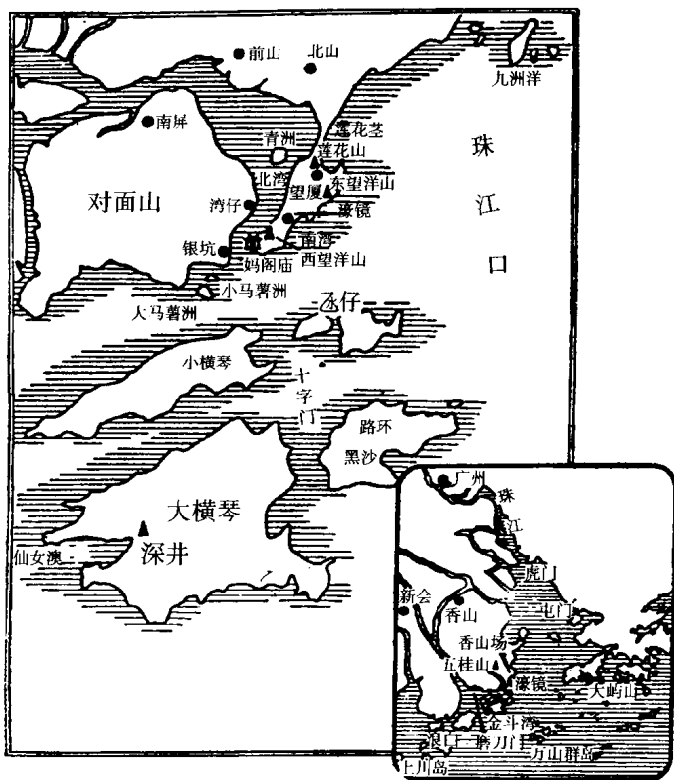 前山
北山
九洲洋
南屏
青洲
莲花茎
莲花山
珠江口
北湾
望厦
东望洋山
对面山
湾仔
濠镜
银坑
妈阁庙
南湾
西望洋山
小马薯洲
大马薯洲
氹仔
小横琴
十字门
路环
黑沙
大横琴
深井
仙女澳
广州
珠江
虎门
屯门
新会
香山
香山场
五桂山
濠镜
大屿山
金斗湾
浪白
磨刀门
万山群岛
上川岛